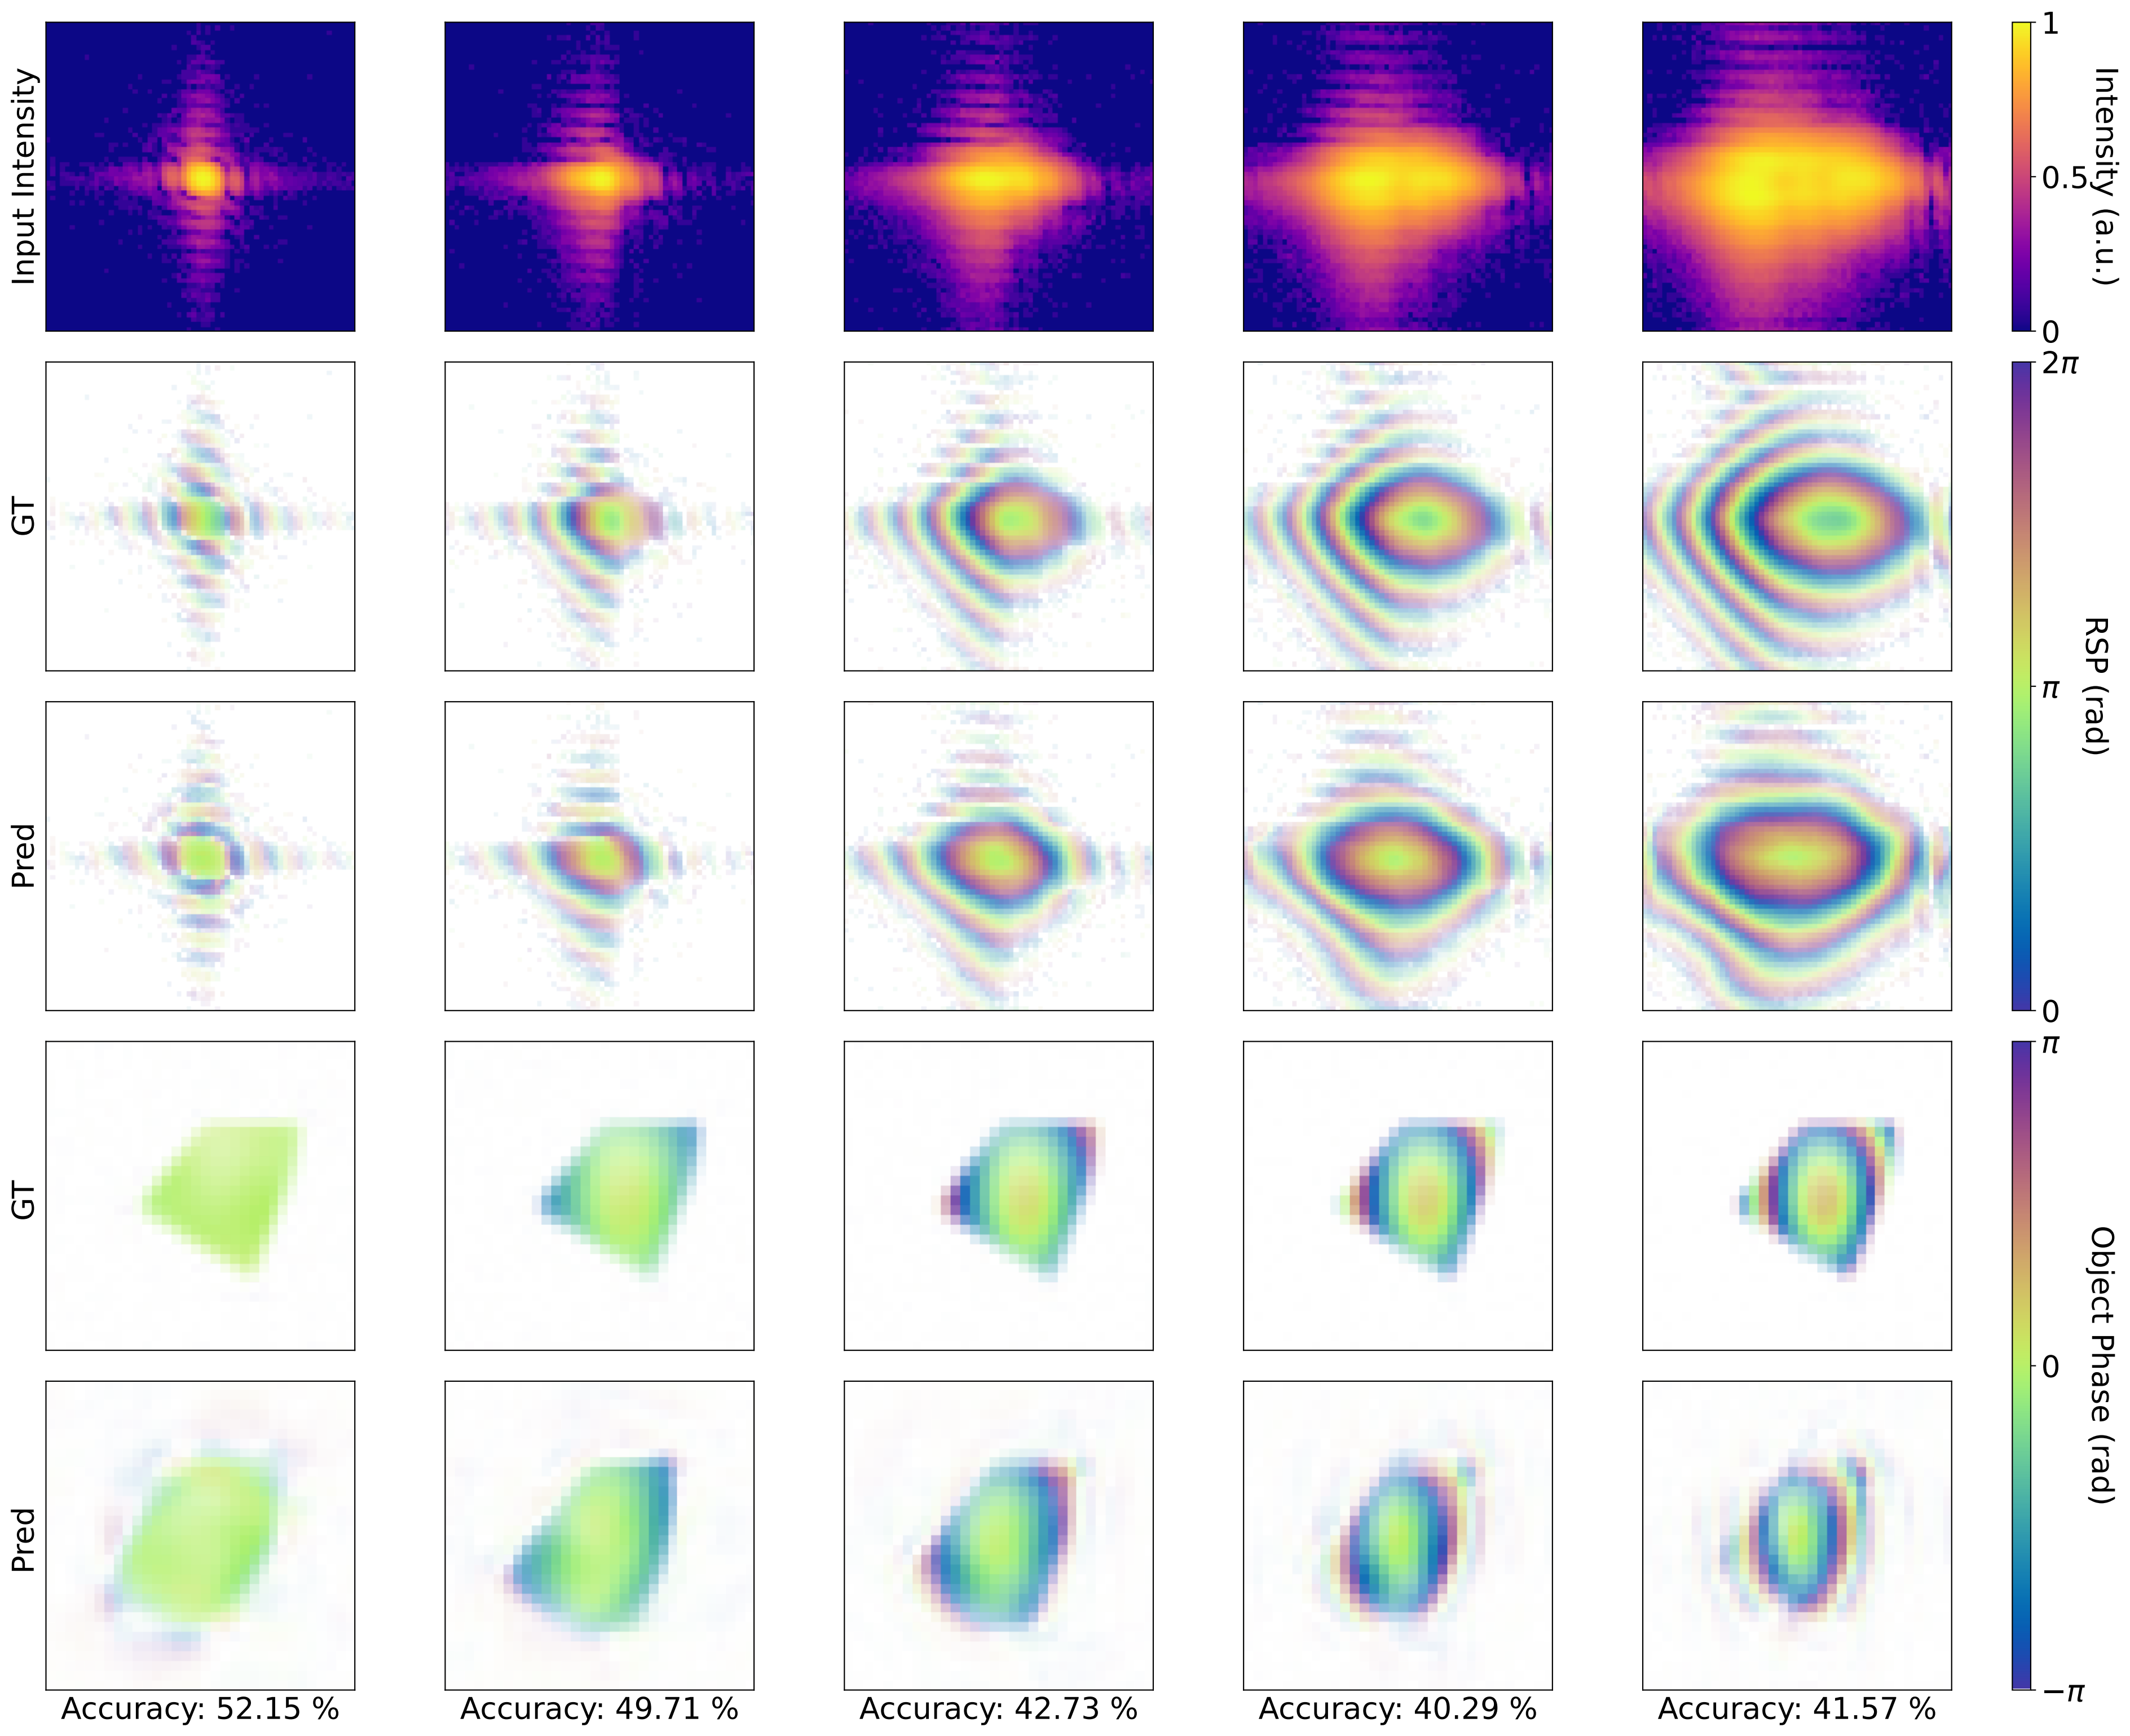 Input Intensity
1
0.5
0
Intensity (a.u.)
GT
2π
π
0
RSP (rad)
Pred
GT
π
0
−π
Object Phase (rad)
Pred
Accuracy: 52.15 %
Accuracy: 49.71 %
Accuracy: 42.73 %
Accuracy: 40.29 %
Accuracy: 41.57 %